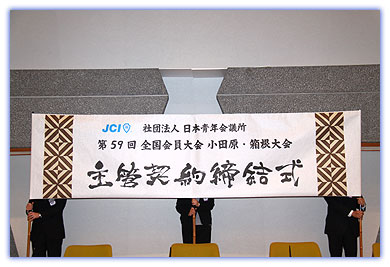 JCI 社団法人 日本青年会議所
第59回 全国会員大会 小田原・箱根大会
主管契約締結式